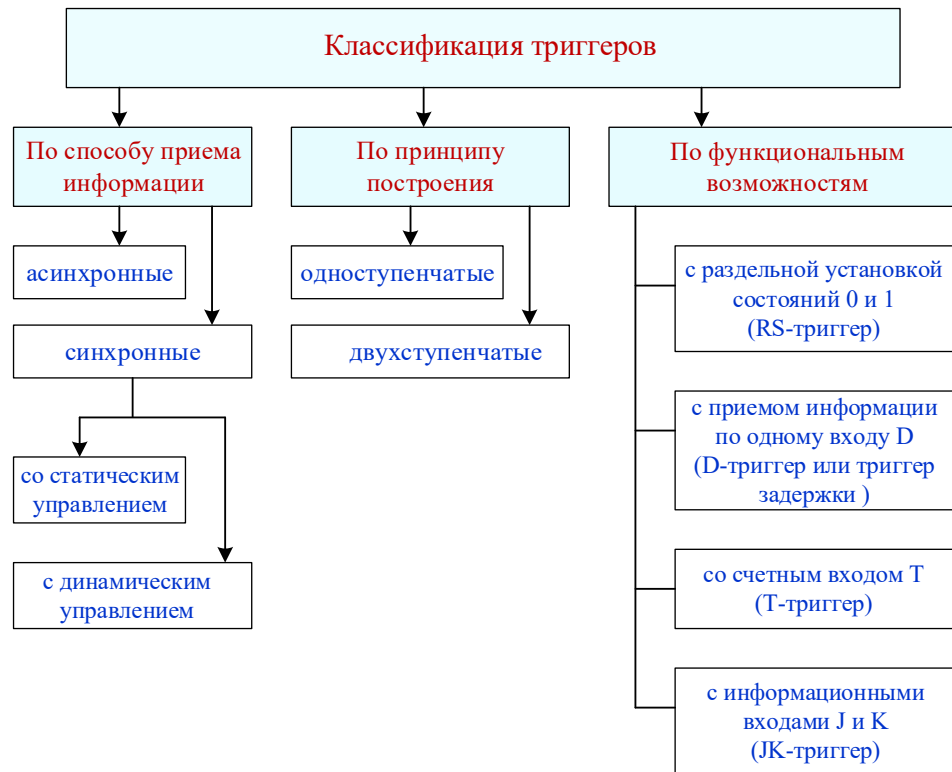 Классификация триггеров
По способу приема
информации
асинхронные
синхронные
со статическим
управлением
с динамическим
управлением
По принципу
построения
одноступенчатые
двухступенчатые
По функциональным
возможностям
с раздельной установкой
состояний 0 и 1
(RS-триггер)
с приемом информации
по одному входу D
(D-триггер или триггер
задержки )
со счетным входом T
(T-триггер)
с информационными
входами J и K
(JK-триггер)